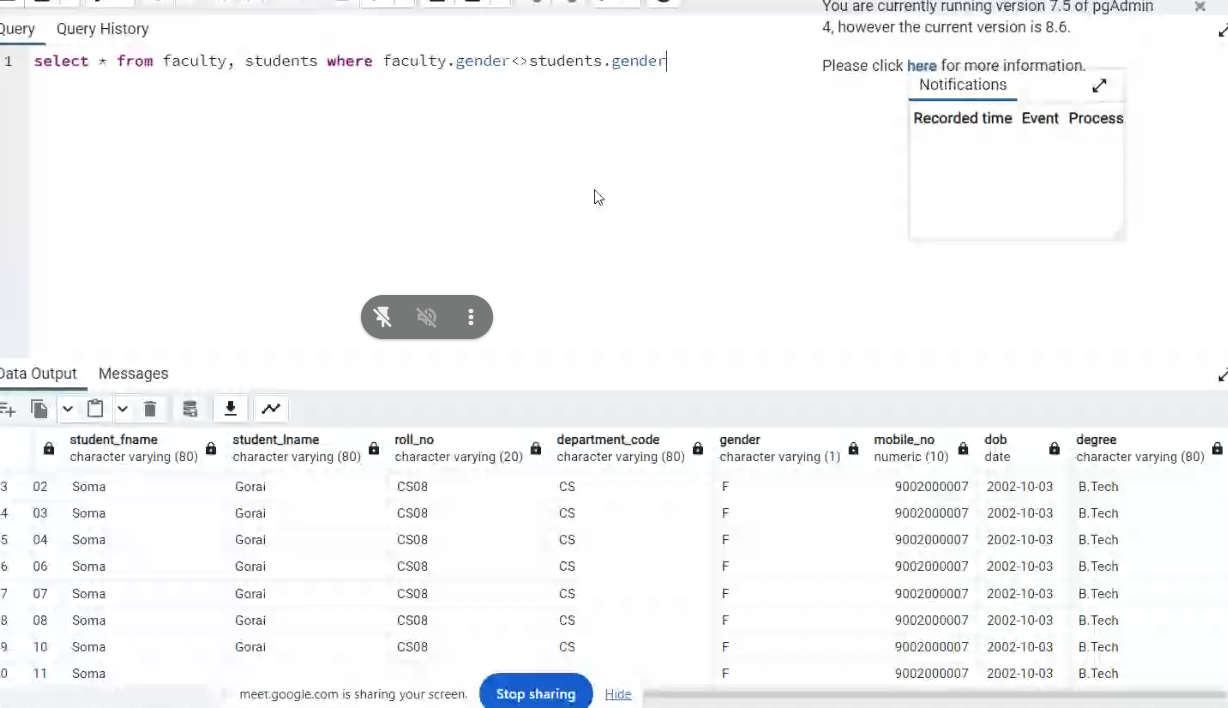 You are currently running version 7.5 of pgAdmin
4, however the current version is 8.6.
Please click here for more information.
Query Query History
1 select * from faculty, students where faculty.gender<>students.gender
Notifications
Recorded time Event Process
Data Output Messages
student_fname student_lname roll_no department_code gender mobile_no dob degree
character varying (80) character varying (80) character varying (20) character varying (80) character varying (1) numeric (10) date character varying (80)
3 02 Soma Gorai CS08 CS F 9002000007 2002-10-03 B.Tech
4 03 Soma Gorai CS08 CS F 9002000007 2002-10-03 B.Tech
5 04 Soma Gorai CS08 CS F 9002000007 2002-10-03 B.Tech
6 06 Soma Gorai CS08 CS F 9002000007 2002-10-03 B.Tech
7 07 Soma Gorai CS08 CS F 9002000007 2002-10-03 B.Tech
8 08 Soma Gorai CS08 CS F 9002000007 2002-10-03 B.Tech
9 10 Soma Gorai CS08 CS F 9002000007 2002-10-03 B.Tech
0 11 Soma F 9002000007 2002-10-03 B.Tech
meet.google.com is sharing your screen. Stop sharing Hide